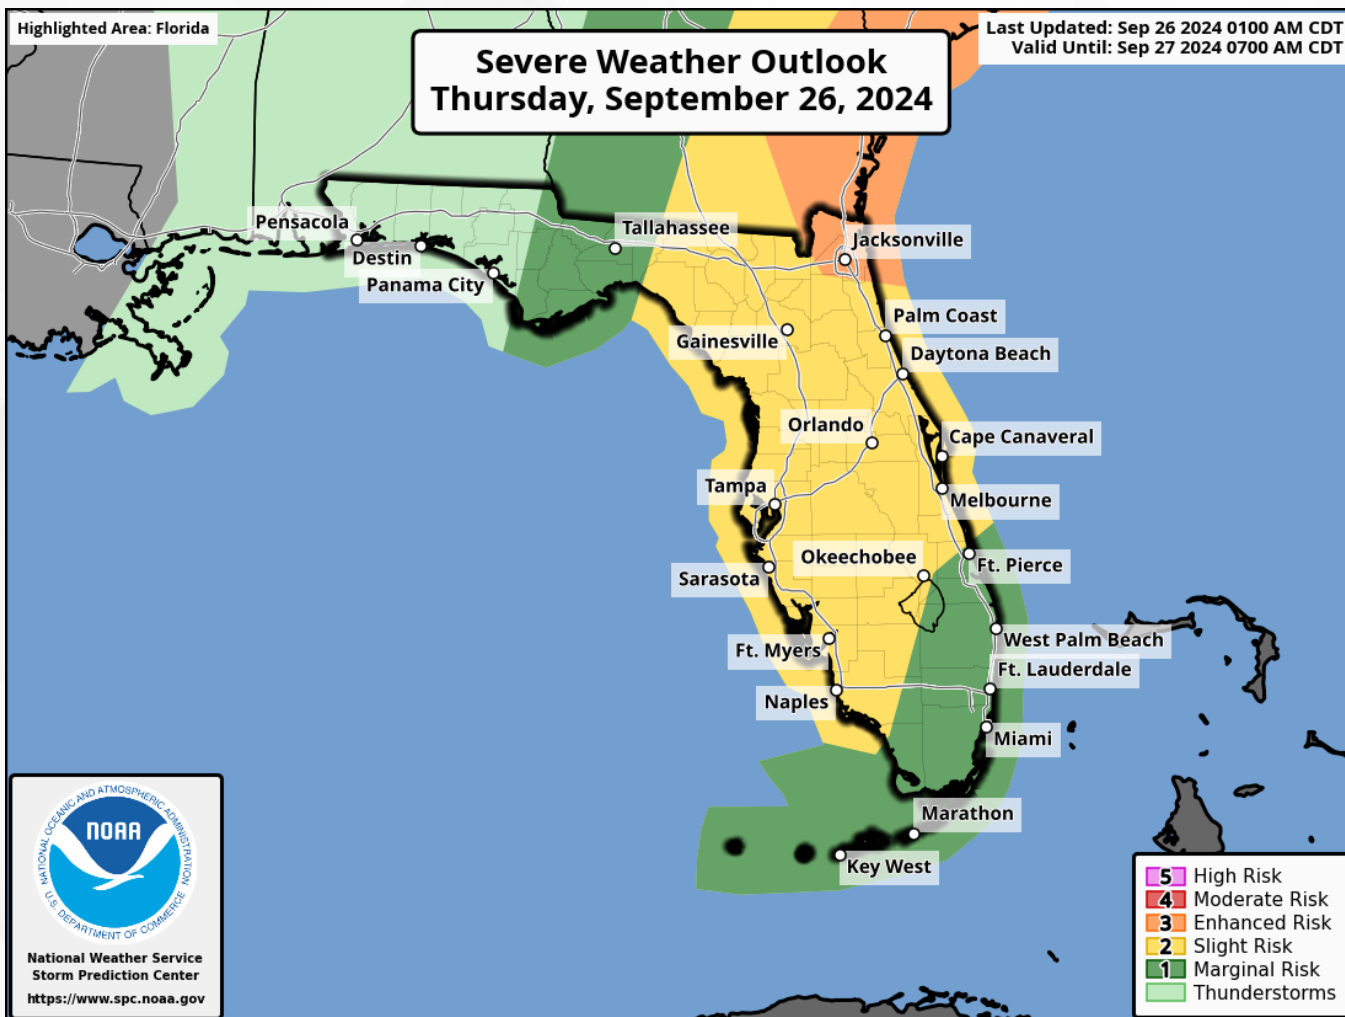 Highlighted Area: Florida
Last Updated: Sep 26 2024 0100 AM CDT
Valid Until: Sep 27 2024 0700 AM CDT
Severe Weather Outlook
Thursday, September 26, 2024
Pensacola
Destin
Panama City
Tallahassee
Jacksonville
Gainesville
Palm Coast
Daytona Beach
Orlando
Cape Canaveral
Tampa
Melbourne
Okeechobee
Ft. Pierce
Sarasota
West Palm Beach
Ft. Myers
Ft. Lauderdale
Naples
Miami
Marathon
Key West
NATIONAL OCEANIC AND ATMOSPHERIC ADMINISTRATION
NOAA
U.S. DEPARTMENT OF COMMERCE
National Weather Service
Storm Prediction Center
https://www.spc.noaa.gov
5 High Risk
4 Moderate Risk
3 Enhanced Risk
2 Slight Risk
1 Marginal Risk
Thunderstorms